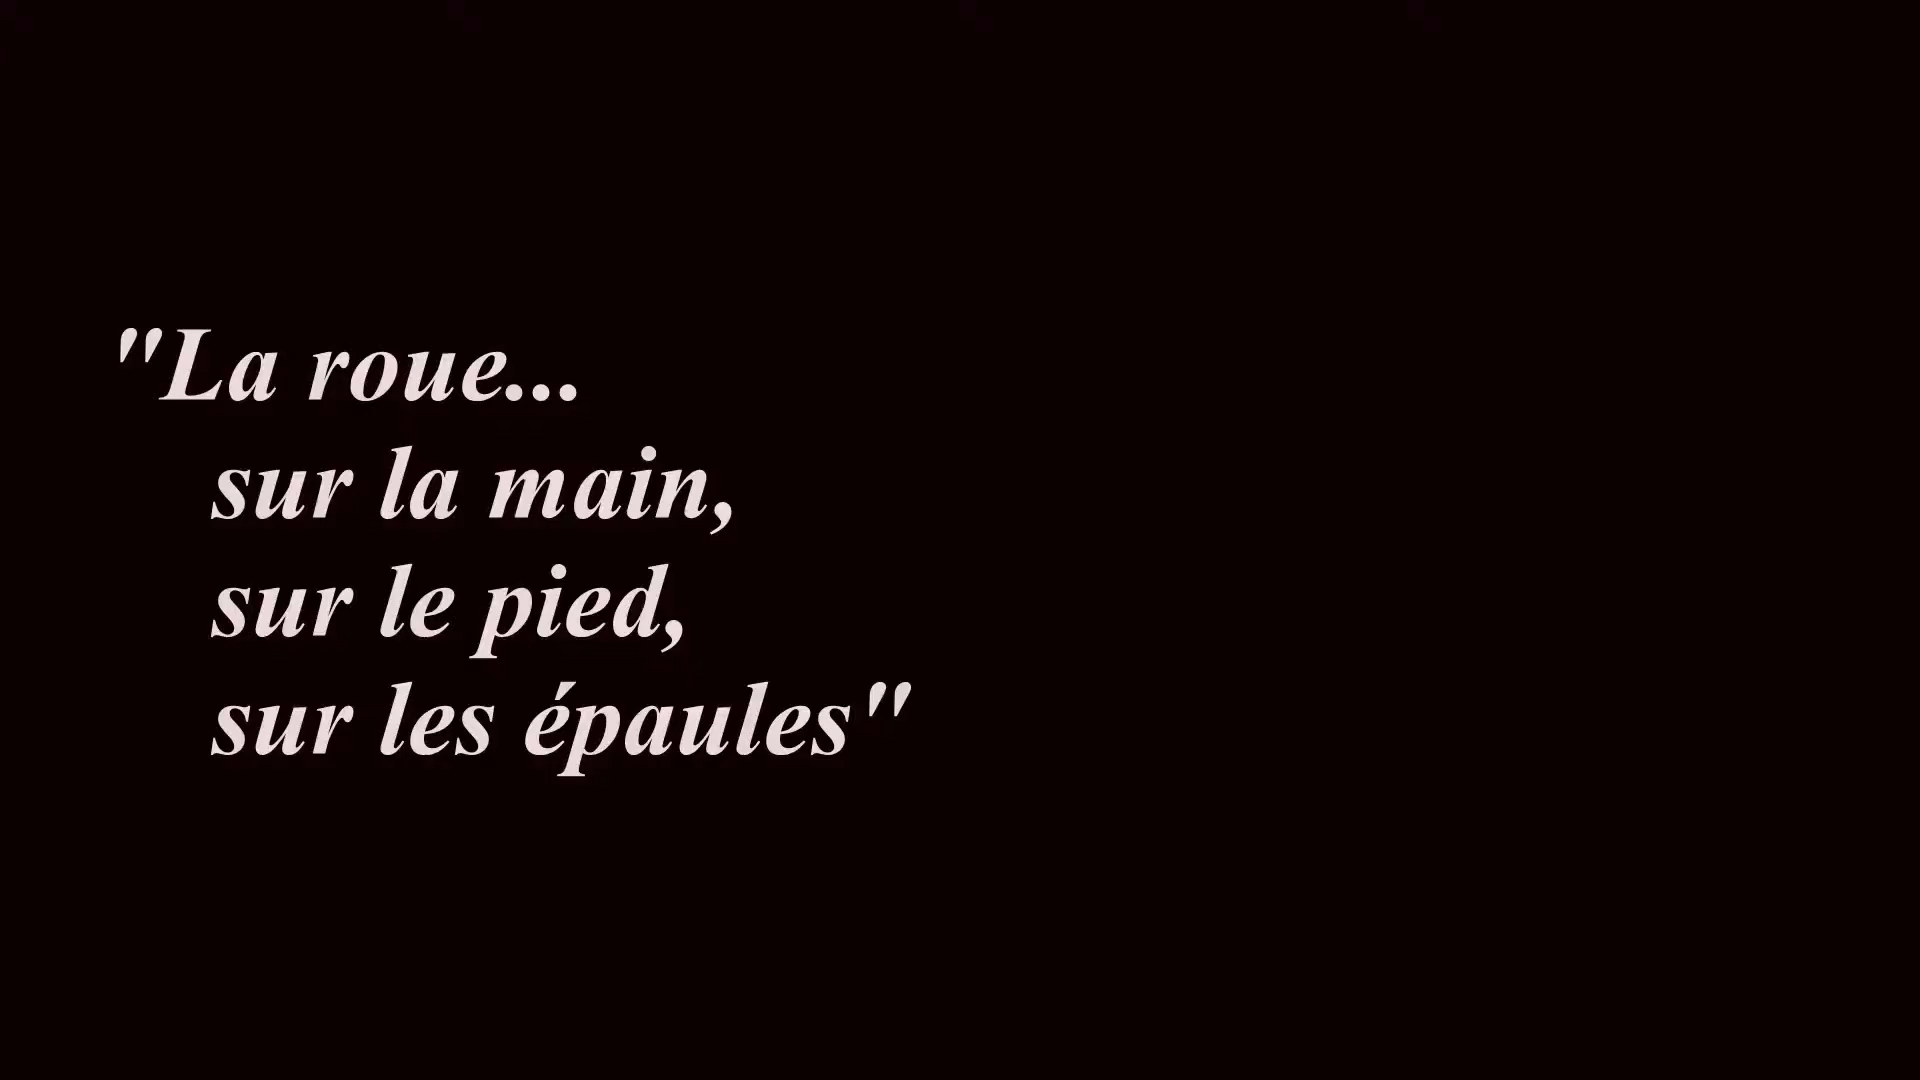 "La roue...
sur la main,
sur le pied,
sur les épaules"